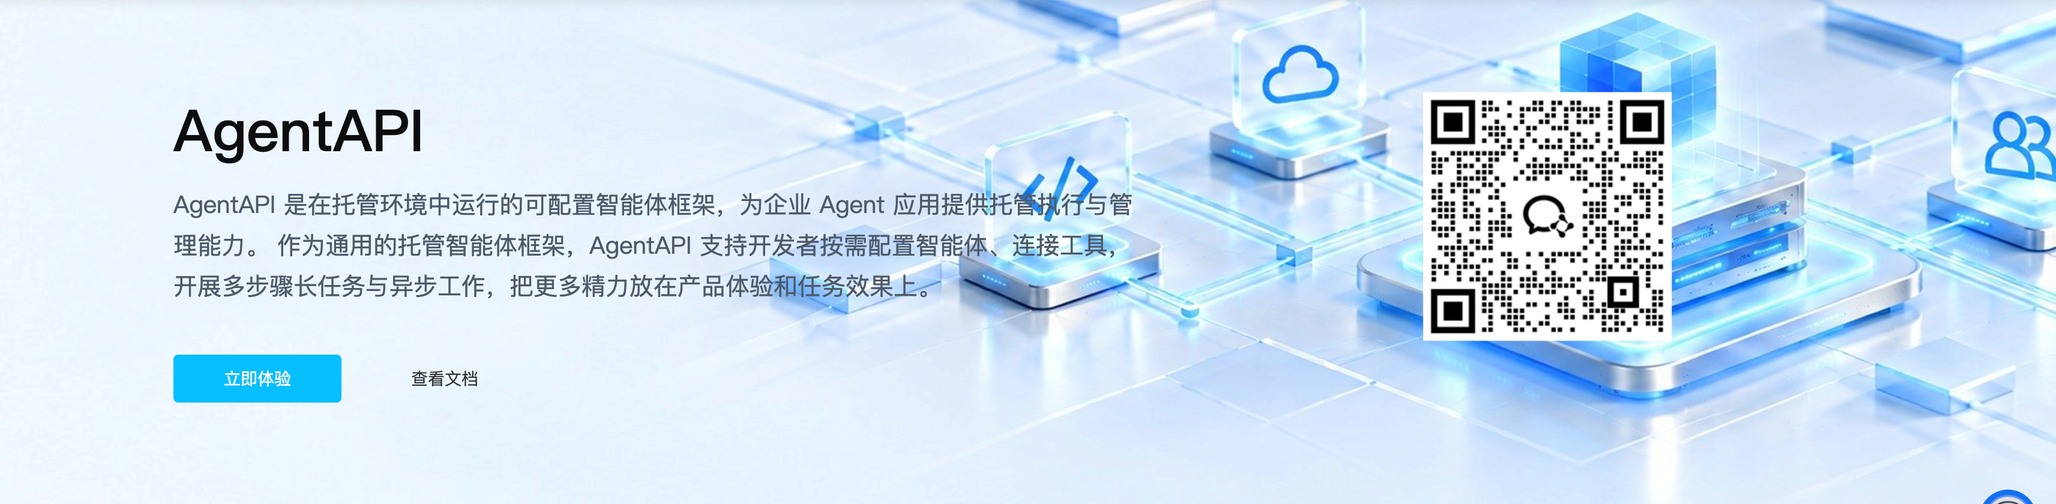 AgentAPI
AgentAPI 是在托管环境中运行的可配置智能体框架，为企业 Agent 应用提供托管执行与管
理能力。 作为通用的托管智能体框架，AgentAPI 支持开发者按需配置智能体、连接工具，
开展多步骤长任务与异步工作，把更多精力放在产品体验和任务效果上。
立即体验
查看文档